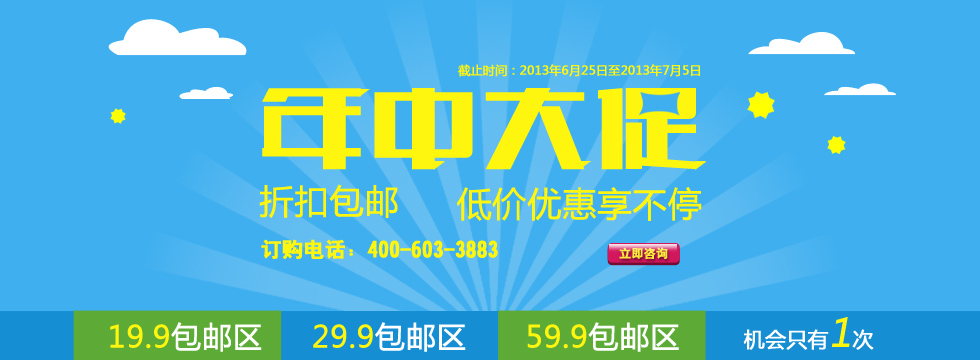 截止时间：2013年6月25日至2013年7月5日
年中大促
折扣包邮 低价优惠享不停
订购电话：400-603-3883 立即咨询
19.9包邮区 29.9包邮区 59.9包邮区 机会只有1次